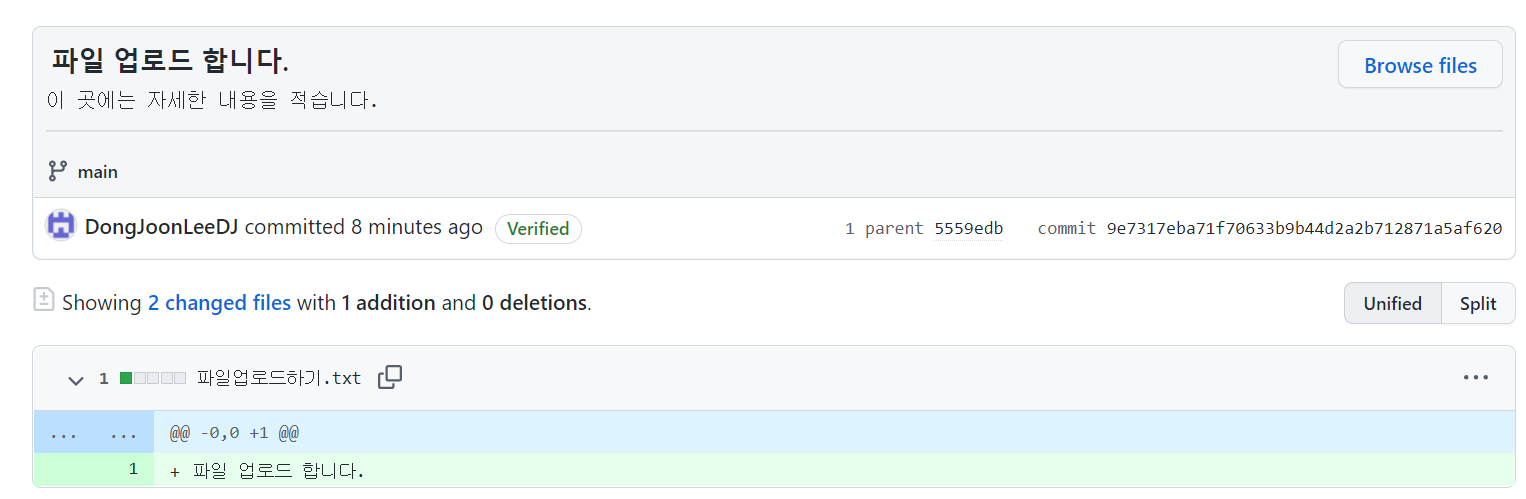 파일 업로드 합니다.
Browse files
이 곳에는 자세한 내용을 적습니다.
main
DongJoonLeeDJ committed 8 minutes ago Verified 1 parent 5559edb commit 9e7317eba71f70633b9b44d2a2b712871a5af620
Showing 2 changed files with 1 addition and 0 deletions. Unified Split
1 파일업로드하기.txt ...
... ... @@ -0,0 +1 @@
1 + 파일 업로드 합니다.